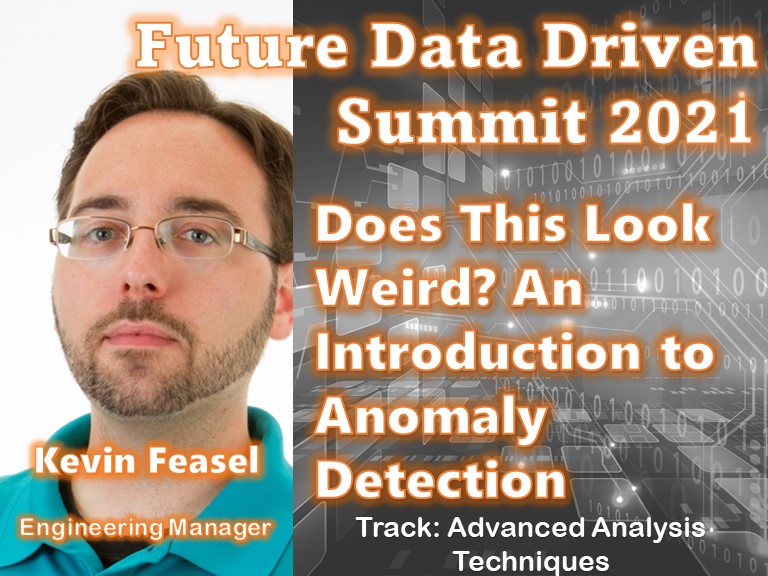 Future Data Driven
Summit 2021
Does This Look
Weird? An
Introduction to
Anomaly
Detection
Kevin Feasel
Engineering Manager
Track: Advanced Analysis
Techniques